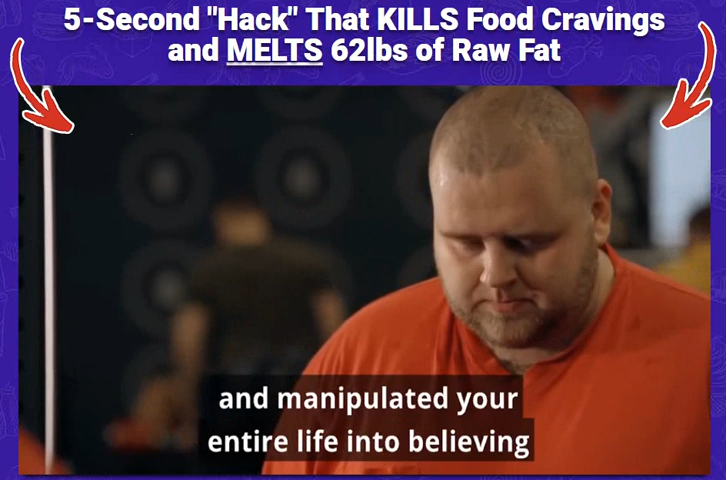 5-Second "Hack" That KILLS Food Cravings
and MELTS 62lbs of Raw Fat
and manipulated your
entire life into believing